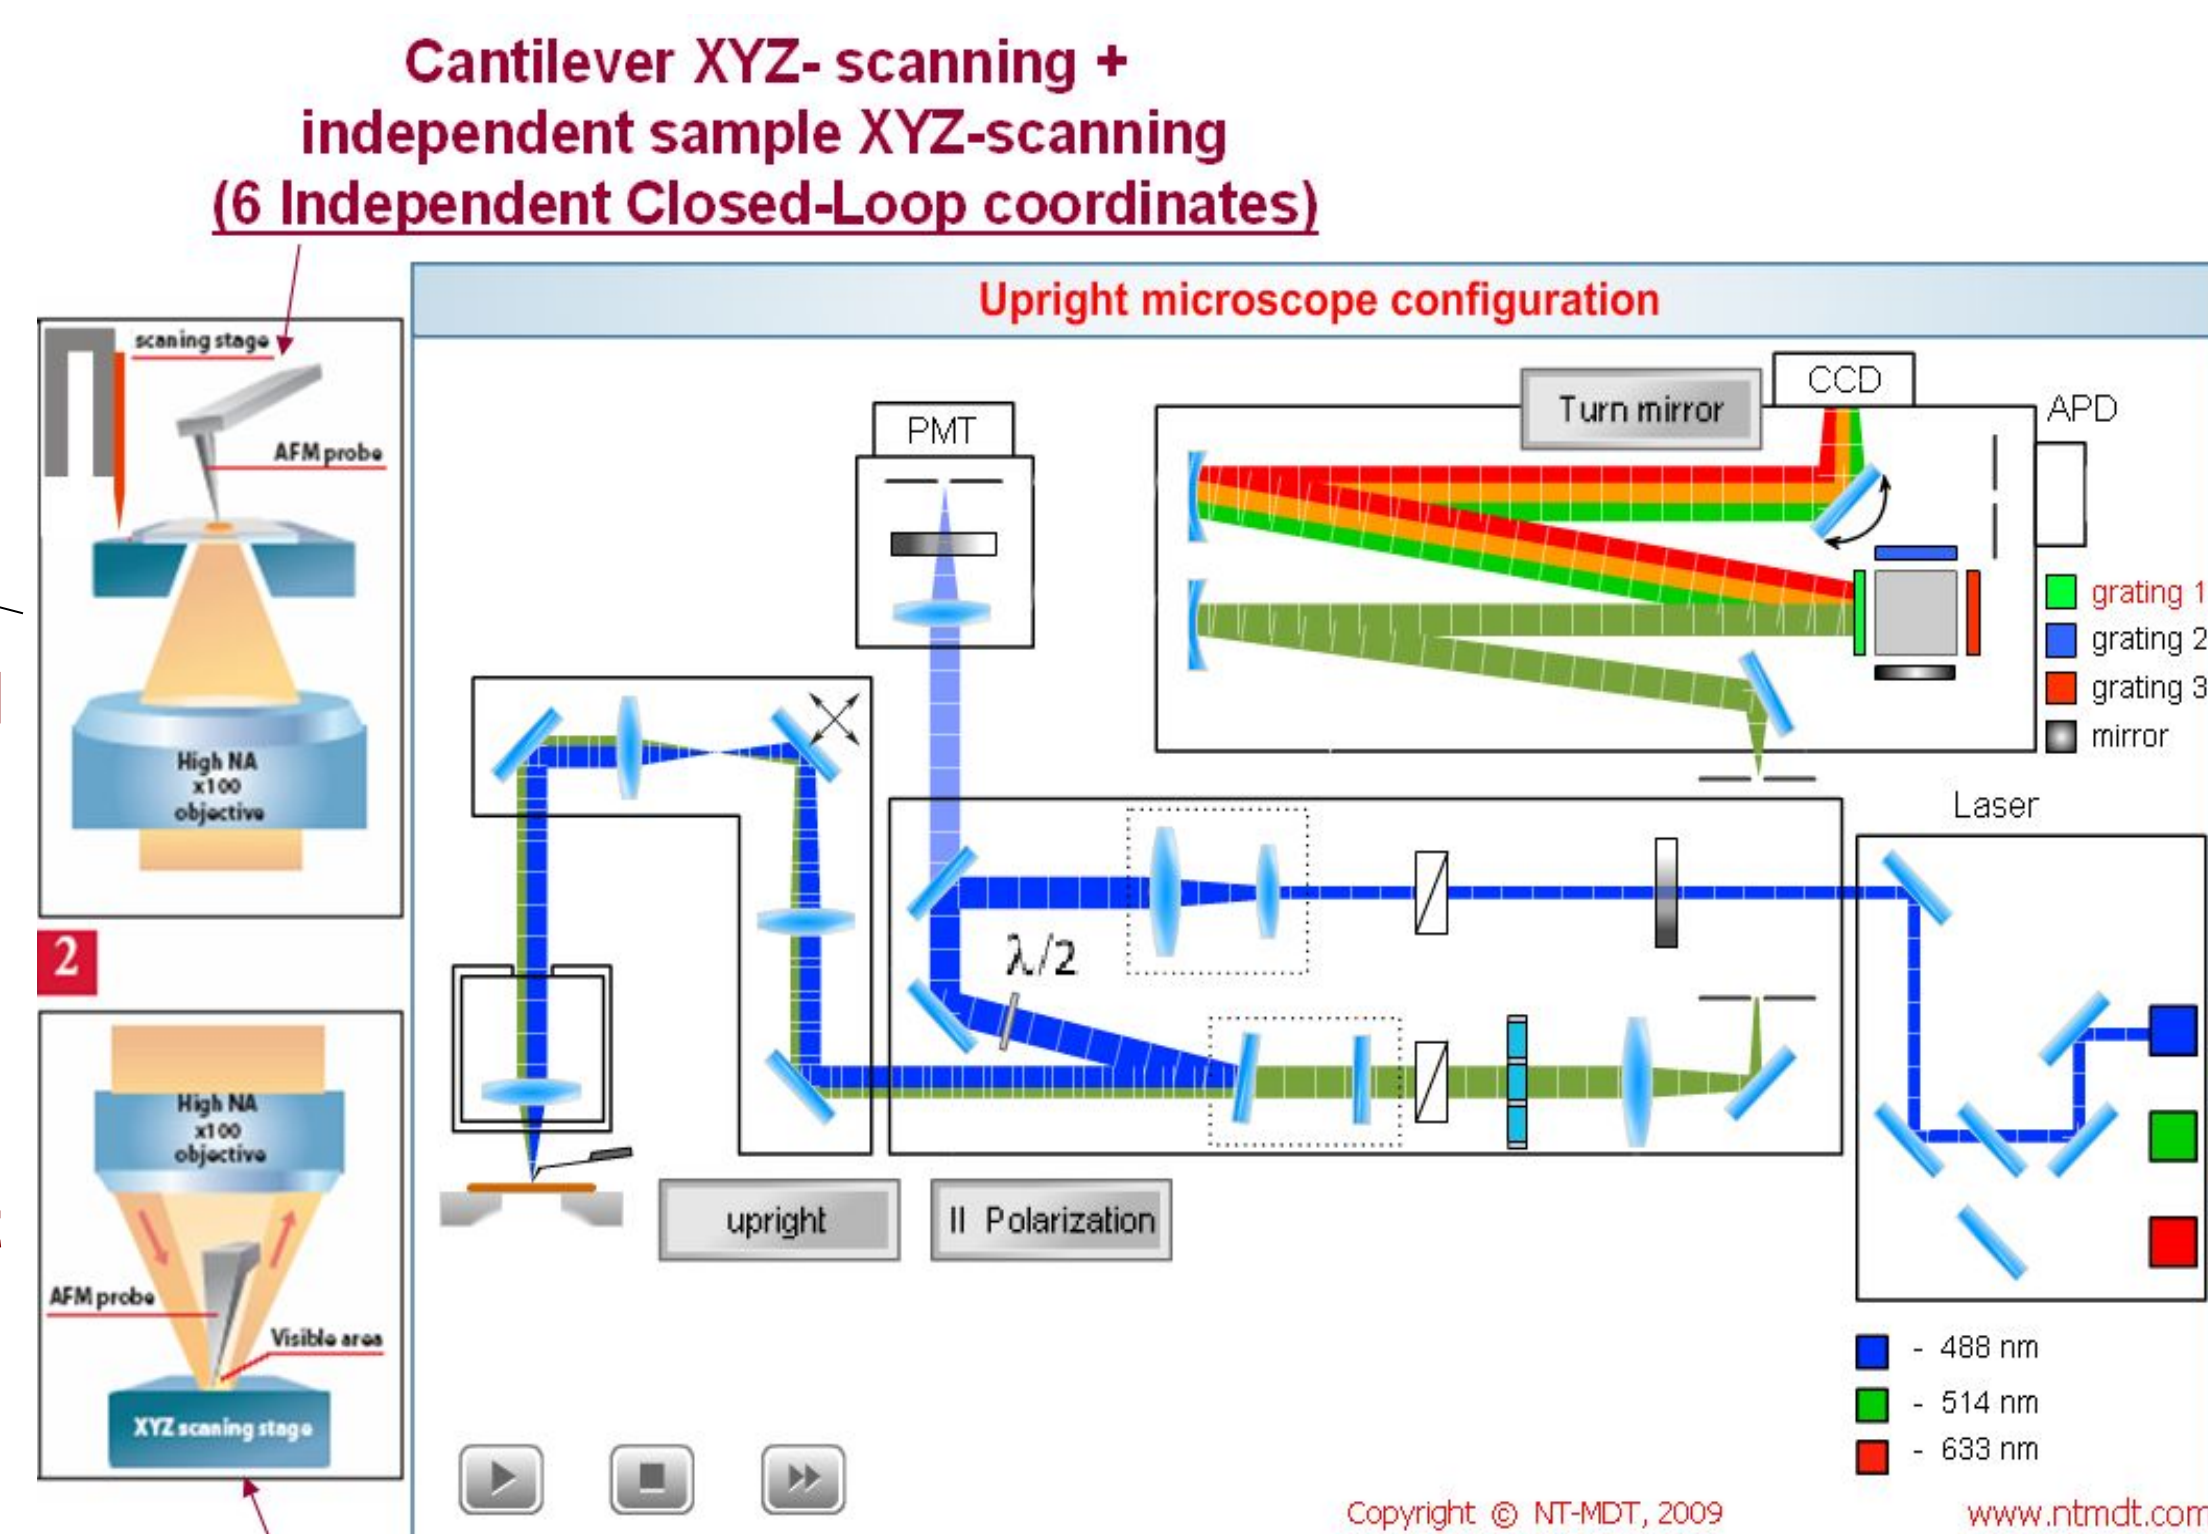 Cantilever XYZ- scanning +
independent sample XYZ-scanning
(6 Independent Closed-Loop coordinates)
Upright microscope configuration
scaning stage
AFM probe
High NA
x100
objective
2
High NA
x100
objective
AFM probe
Visible area
XYZ scaning stage
PMT
Turn mirror
CCD
APD
grating 1
grating 2
grating 3
mirror
Laser
λ/2
upright
II Polarization
- 488 nm
- 514 nm
- 633 nm
Copyright © NT-MDT, 2009
www.ntmdt.com